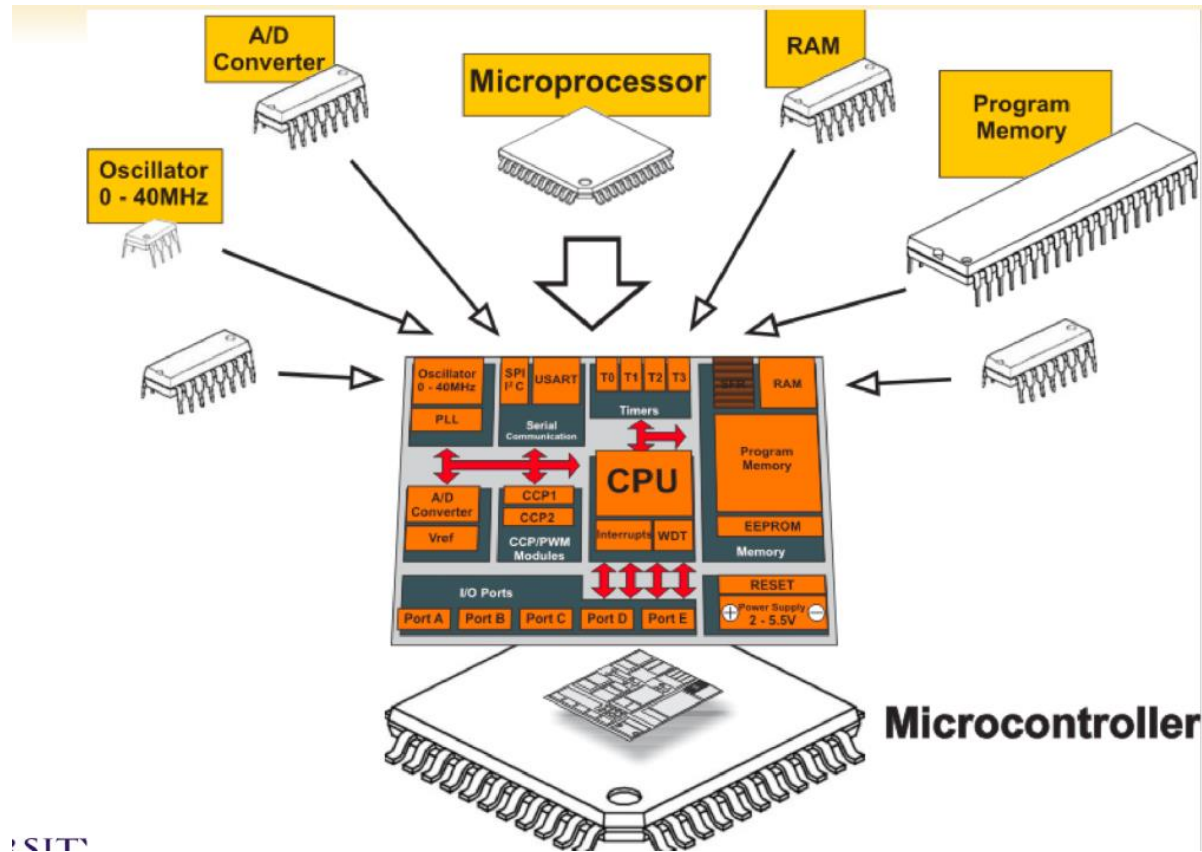 A/D
Converter
Microprocessor
RAM
Program
Memory
Oscillator
0 - 40MHz
Oscillator
0 - 40MHz
PLL
SPI
I²C
USART
Serial
Communication
T0 T1 T2 T3
Timers
SFR
RAM
Program
Memory
EEPROM
Memory
A/D
Converter
Vref
CCP1
CCP2
CCP/PWM
Modules
CPU
Interrupts WDT
I/O Ports
Port A Port B Port C Port D Port E
RESET
+ Power Supply -
2 - 5.5V
Microcontroller